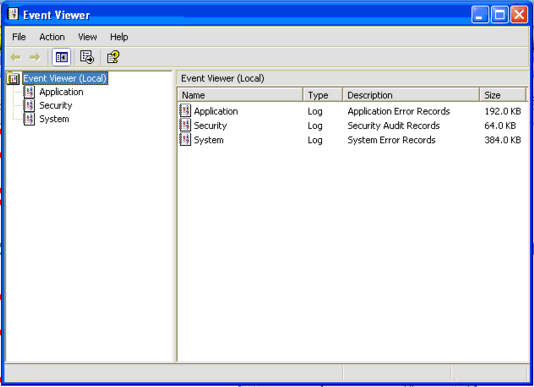 Event Viewer
File Action View Help
Event Viewer (Local)
Application
Security
System
Event Viewer (Local)
Name Type Description Size
Application Log Application Error Records 192.0 KB
Security Log Security Audit Records 64.0 KB
System Log System Error Records 384.0 KB